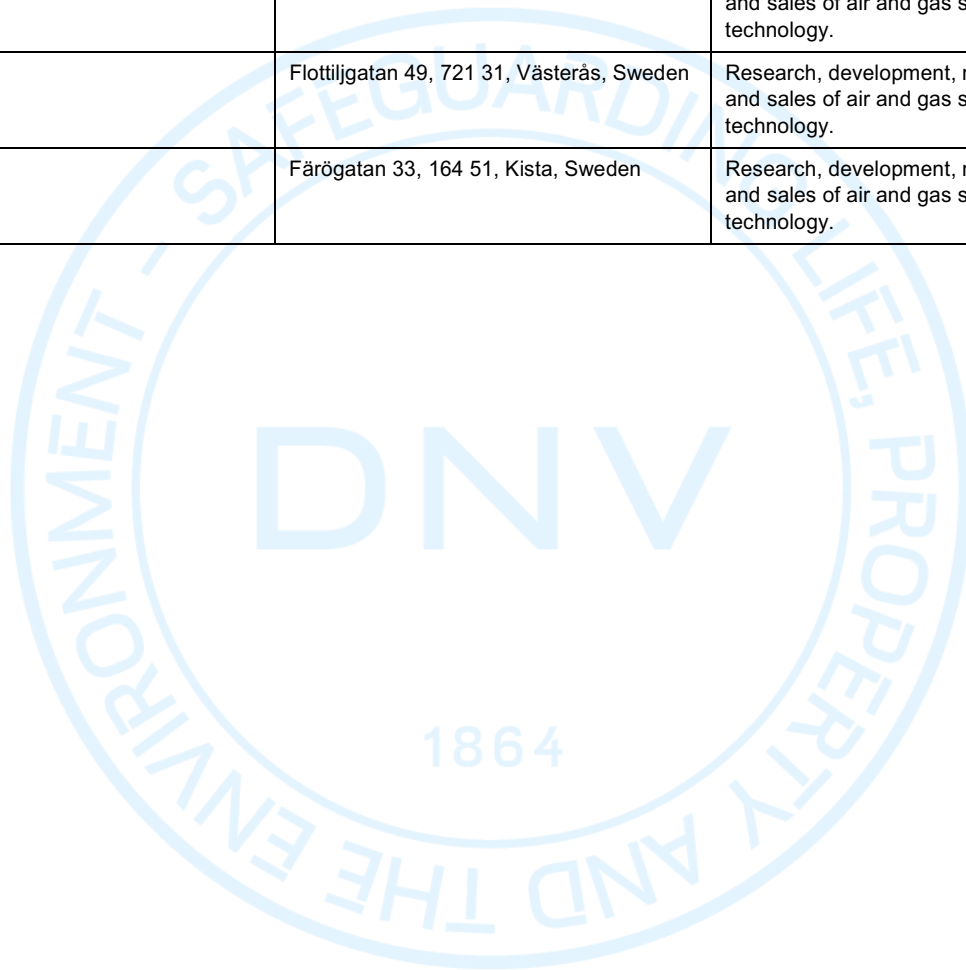 and sales of air and gas s
technology.
Flottiljgatan 49, 721 31, Västerås, Sweden
Research, development,
and sales of air and gas s
technology.
Färögatan 33, 164 51, Kista, Sweden
Research, development,
and sales of air and gas s
technology.
SAFEGUARDING LIFE, PROPERTY AND THE ENVIRONMENT -
DNV
1864